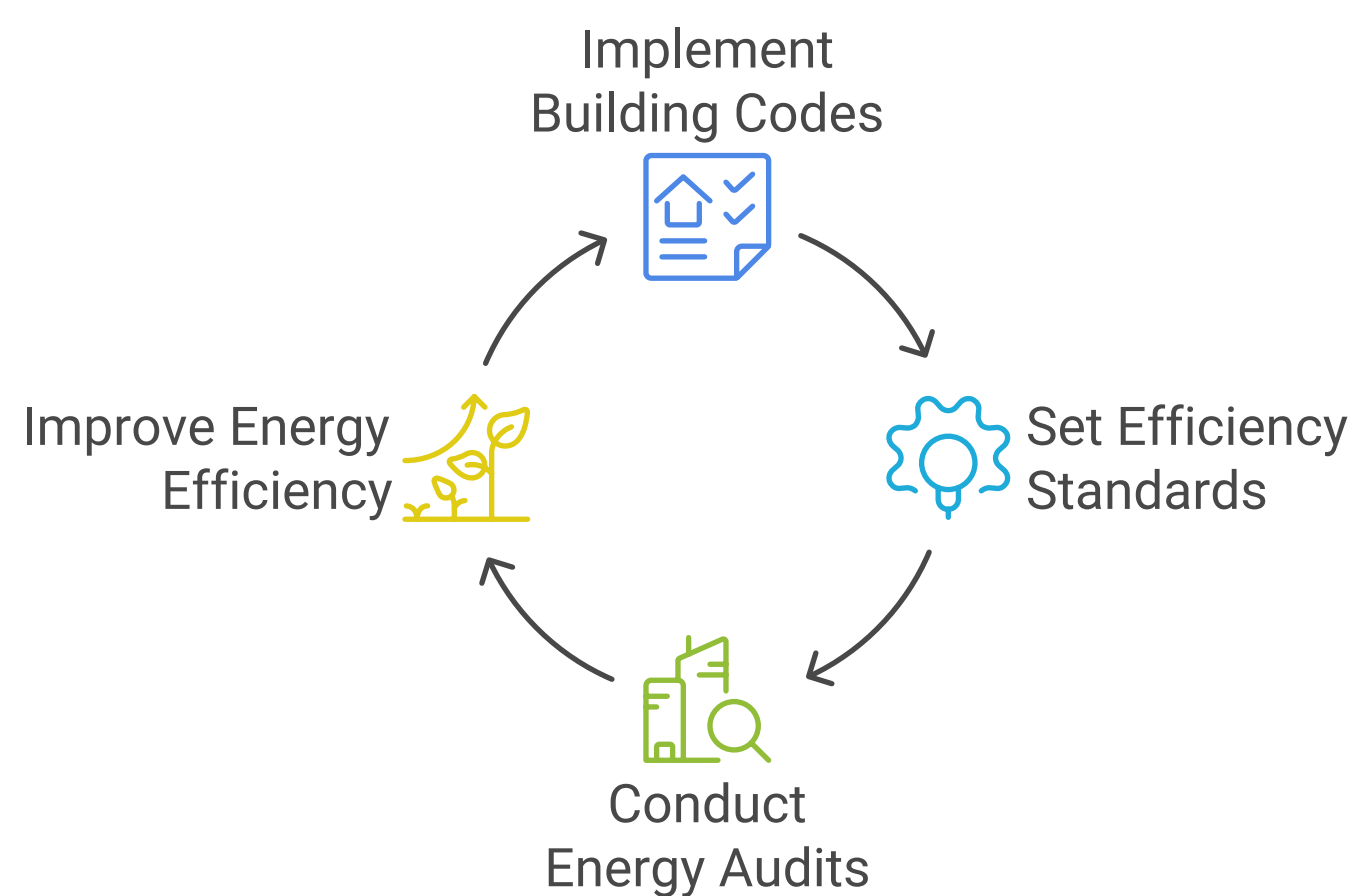 Implement
Building Codes
Improve Energy
Efficiency
Set Efficiency
Standards
Conduct
Energy Audits